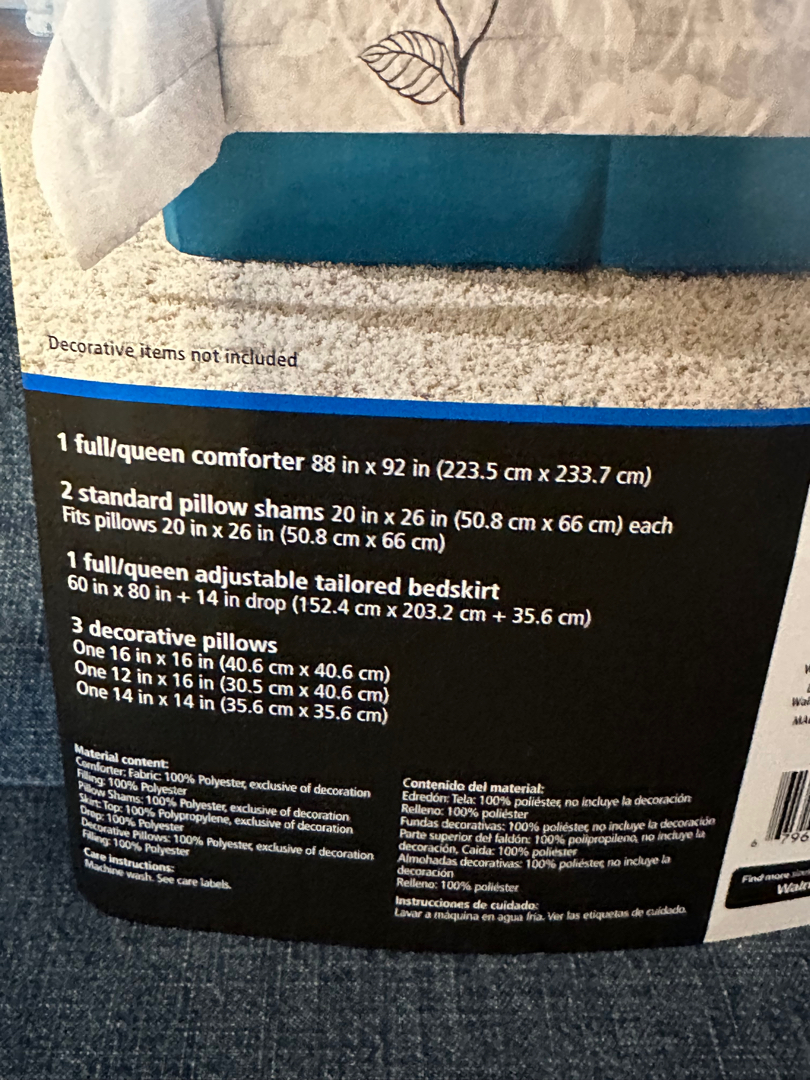 Decorative items not included
1 full/queen comforter 88 in x 92 in (223.5 cm x 233.7 cm)
2 standard pillow shams 20 in x 26 in (50.8 cm x 66 cm) each
Fits pillows 20 in x 26 in (50.8 cm x 66 cm)
1 full/queen adjustable tailored bedskirt
60 in x 80 in + 14 in drop (152.4 cm x 203.2 cm + 35.6 cm)
3 decorative pillows
One 16 in x 16 in (40.6 cm x 40.6 cm)
One 12 in x 16 in (30.5 cm x 40.6 cm)
One 14 in x 14 in (35.6 cm x 35.6 cm)
Material content:
Comforter: Fabric: 100% Polyester, exclusive of decoration
Filling: 100% Polyester
Pillow Shams: 100% Polyester, exclusive of decoration
Skirt: Top: 100% Polypropylene, exclusive of decoration
Drop: 100% Polyester
Decorative Pillows: 100% Polyester, exclusive of decoration
Filling: 100% Polyester
Care instructions:
Machine wash. See care labels.
Contenido del material:
Edredón: Tela: 100% poliéster, no incluye la decoración
Relleno: 100% poliéster
Fundas decorativas: 100% poliéster, no incluye la decoración
Parte superior del faldón: 100% polipropileno, no incluye la
decoración, Caída: 100% poliéster
Almohadas decorativas: 100% poliéster, no incluye la
decoración
Relleno: 100% poliéster
Instrucciones de cuidado:
Lavar a máquina en agua fría. Ver las etiquetas de cuidado.
Find more